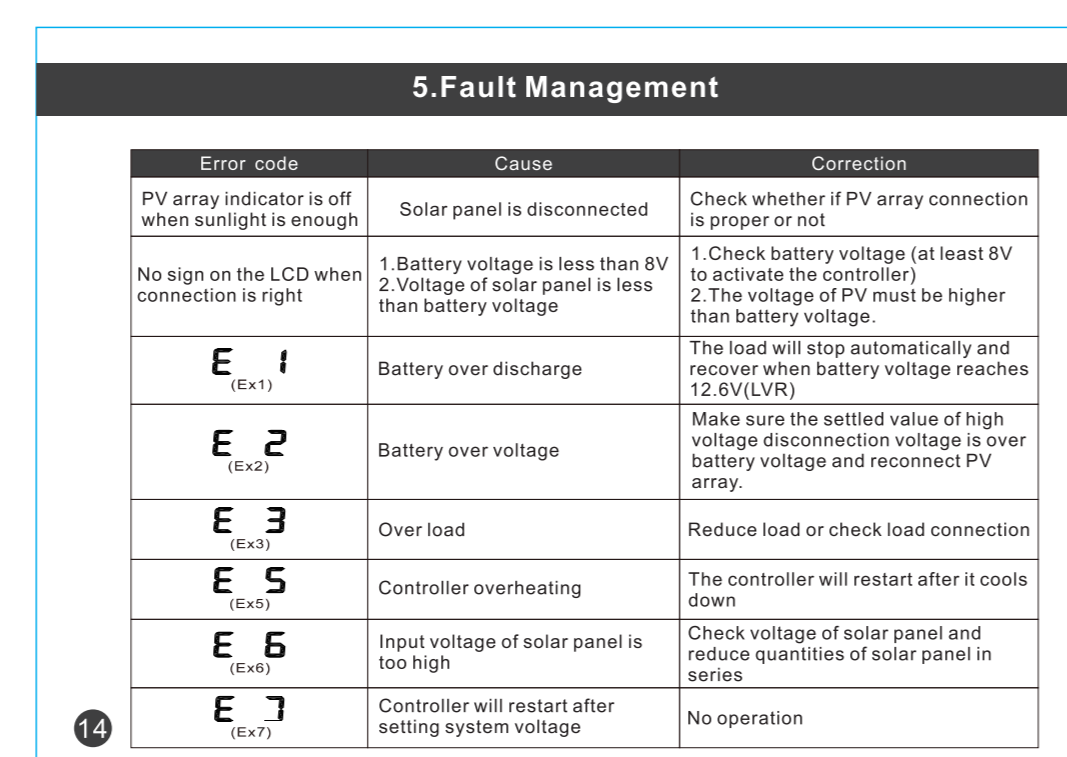 5.Fault Management
Error code
Cause
Correction
PV array indicator is off
when sunlight is enough
Solar panel is disconnected
Check whether if PV array connection
is proper or not
No sign on the LCD when
connection is right
1.Battery voltage is less than 8V
2.Voltage of solar panel is less
than battery voltage
1.Check battery voltage (at least 8V
to activate the controller)
2.The voltage of PV must be higher
than battery voltage.
E 1
(Ex1)
Battery over discharge
The load will stop automatically and
recover when battery voltage reaches
12.6V(LVR)
E 2
(Ex2)
Battery over voltage
Make sure the settled value of high
voltage disconnection voltage is over
battery voltage and reconnect PV
array.
E 3
(Ex3)
Over load
Reduce load or check load connection
E 5
(Ex5)
Controller overheating
The controller will restart after it cools
down
E 6
(Ex6)
Input voltage of solar panel is
too high
Check voltage of solar panel and
reduce quantities of solar panel in
series
E 7
(Ex7)
Controller will restart after
setting system voltage
No operation
14